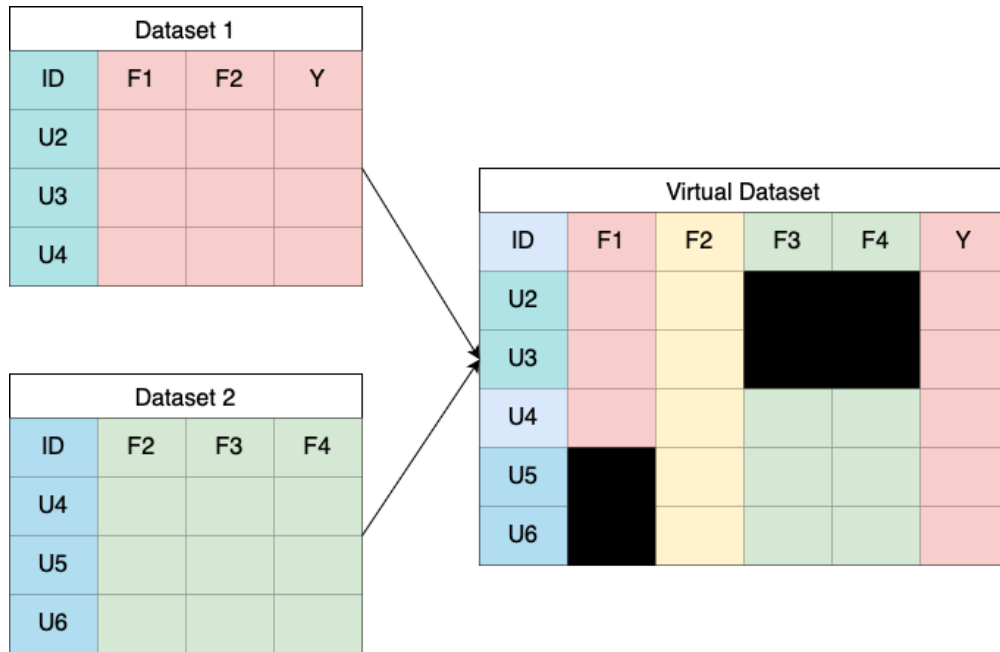 Dataset 1
ID F1 F2 Y
U2
U3
U4
Dataset 2
ID F2 F3 F4
U4
U5
U6
Virtual Dataset
ID F1 F2 F3 F4 Y
U2
U3
U4
U5
U6